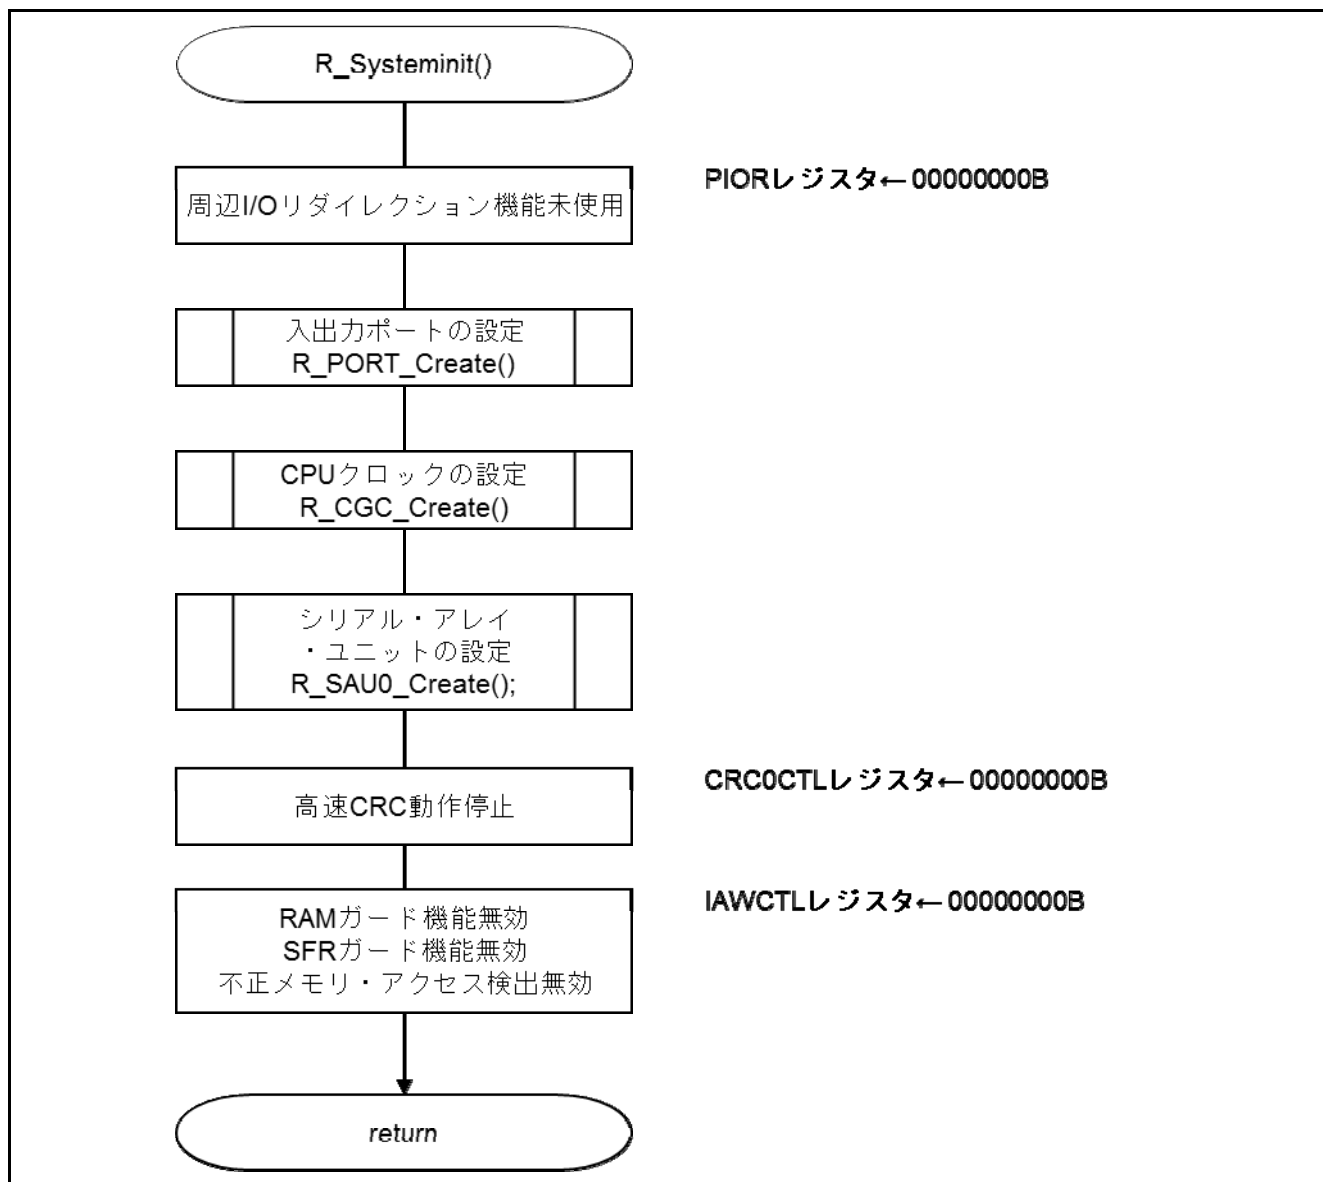 R_Systeminit()
周辺I/Oリダイレクション機能未使用
PIORレジスタ←00000000B
入出力ポートの設定
R_PORT_Create()
CPUクロックの設定
R_CGC_Create()
シリアル・アレイ
・ユニットの設定
R_SAU0_Create();
高速CRC動作停止
CRC0CTLレジスタ←00000000B
RAMガード機能無効
SFRガード機能無効
不正メモリ・アクセス検出無効
IAWCTLレジスタ←00000000B
return